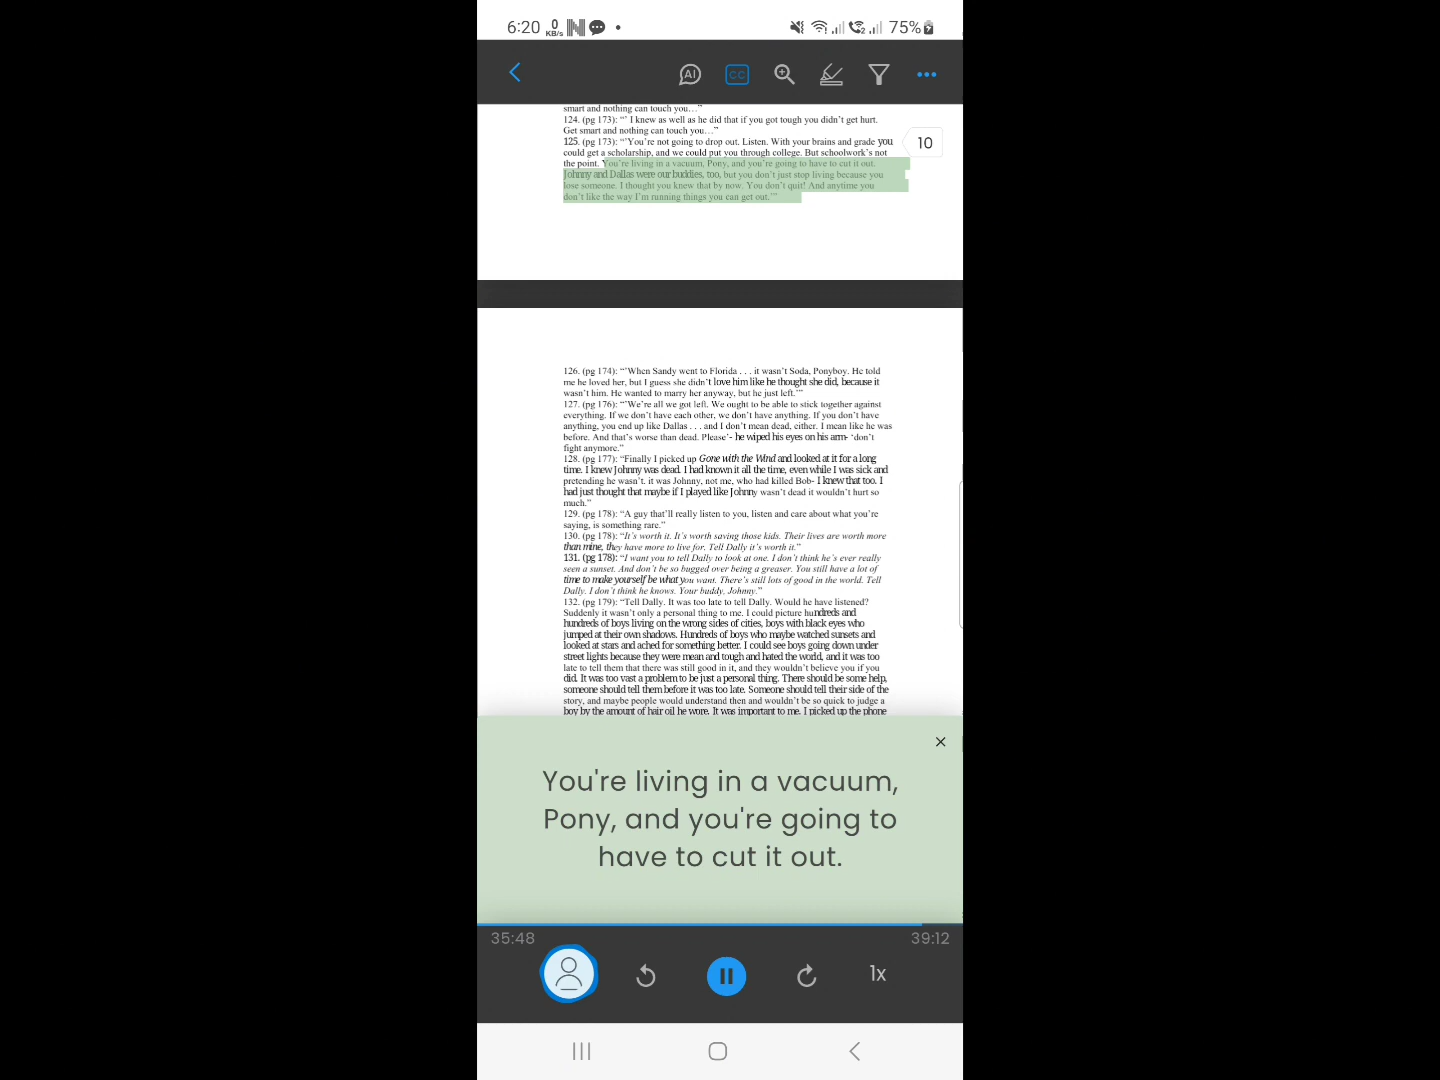 6:20 0 KB/s 75%
AI CC
smart and nothing can touch you…”
124. (pg 173): “’ I knew as well as he did that if you got tough you didn’t get hurt.
Get smart and nothing can touch you…”
125. (pg 173): “’You’re not going to drop out. Listen. With your brains and grade you
10
could get a scholarship, and we could put you through college. But schoolwork’s not
the point. You’re living in a vacuum, Pony, and you’re going to have to cut it out.
Johnny and Dallas were our buddies, too, but you don’t just stop living because you
lose someone. I thought you knew that by now. You don’t quit! And anytime you
don’t like the way I’m running things you can get out.’”
126. (pg 174): “’When Sandy went to Florida . . . it wasn’t Soda, Ponyboy. He told
me he loved her, but I guess she didn’t love him like he thought she did, because it
wasn’t him. He wanted to marry her anyway, but he just left.’”
127. (pg 176): “’We’re all we got left. We ought to be able to stick together against
everything. If we don’t have each other, we don’t have anything. If you don’t have
anything, you end up like Dallas . . . and I don’t mean dead, either. I mean like he was
before. And that’s worse than dead. Please’- he wiped his eyes on his arm- ‘don’t
fight anymore.”
128. (pg 177): “Finally I picked up Gone with the Wind and looked at it for a long
time. I knew Johnny was dead. I had known it all the time, even while I was sick and
pretending he wasn’t. it was Johnny, not me, who had killed Bob- I knew that too. I
had just thought that maybe if I played like Johnny wasn’t dead it wouldn’t hurt so
much.”
129. (pg 178): “A guy that’ll really listen to you, listen and care about what you’re
saying, is something rare.”
130. (pg 178): “It’s worth it. It’s worth saving those kids. Their lives are worth more
than mine, they have more to live for. Tell Dally it’s worth it.”
131. (pg 178): “I want you to tell Dally to look at one. I don’t think he’s ever really
seen a sunset. And don’t be so bugged over being a greaser. You still have a lot of
time to make yourself be what you want. There’s still lots of good in the world. Tell
Dally. I don’t think he knows. Your buddy, Johnny.”
132. (pg 179): “Tell Dally. It was too late to tell Dally. Would he have listened?
Suddenly it wasn’t only a personal thing to me. I could picture hundreds and
hundreds of boys living on the wrong sides of cities, boys with black eyes who
jumped at their own shadows. Hundreds of boys who maybe watched sunsets and
looked at stars and ached for something better. I could see boys going down under
street lights because they were mean and tough and hated the world, and it was too
late to tell them that there was still good in it, and they wouldn’t believe you if you
did. It was too vast a problem to be just a personal thing. There should be some help,
someone should tell them before it was too late. Someone should tell their side of the
story, and maybe people would understand then and wouldn’t be so quick to judge a
boy by the amount of hair oil he wore. It was important to me. I picked up the phone
You're living in a vacuum,
Pony, and you're going to
have to cut it out.
35:48 39:12
1x